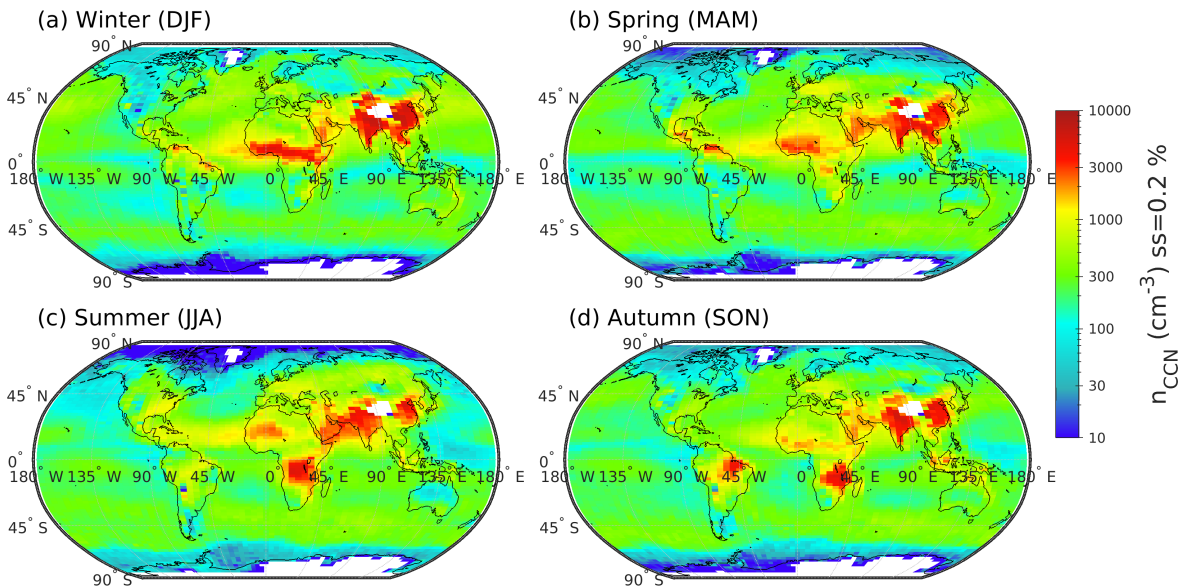 (a) Winter (DJF)
(b) Spring (MAM)
90° N
45° N
0°
180° W 135° W 90° W 45° W 0° 45° E 90° E 135° E 180° E
45° S
90° S
90° N
45° N
0°
180° W 135° W 90° W 45° W 0° 45° E 90° E 135° E 180° E
45° S
90° S
(c) Summer (JJA)
(d) Autumn (SON)
90° N
45° N
0°
180° W 135° W 90° W 45° W 0° 45° E 90° E 135° E 180° E
45° S
90° S
90° N
45° N
0°
180° W 135° W 90° W 45° W 0° 45° E 90° E 135° E 180° E
45° S
90° S
10000
3000
1000
300
100
30
10
n_CCN (cm^-3) ss=0.2 %